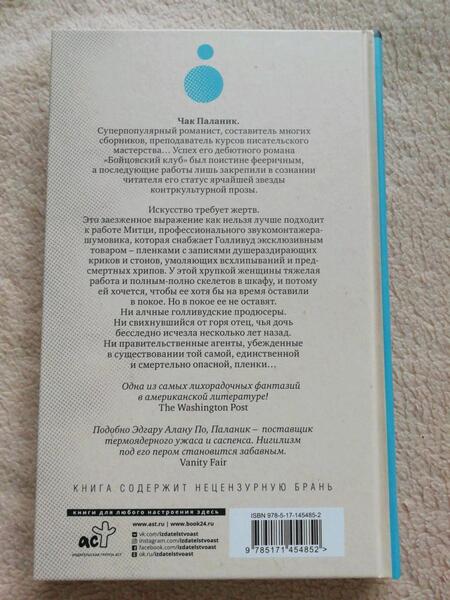 Чак Паланик.
Суперпопулярный романист, составитель многих
сборников, преподаватель курсов писательского
мастерства... Успех его дебютного романа
«Бойцовский клуб» был поистине фееричным,
а последующие работы лишь закрепили в сознании
читателя его статус ярчайшей звезды
контркультурной прозы.
Искусство требует жертв.
Это заезженное выражение как нельзя лучше подходит
к работе Митци, профессионального звукомонтажера-
шумовика, которая снабжает Голливуд эксклюзивным
товаром – пленками с записями душераздирающих
криков и стонов, умоляющих всхлипываний и пред-
смертных хрипов. У этой хрупкой женщины тяжелая
работа и полным-полно скелетов в шкафу, и потому
ей хочется, чтобы ее хотя бы на время оставили
в покое. Но в покое ее не оставят.
Ни алчные голливудские продюсеры.
Ни свихнувшийся от горя отец, чья дочь
бесследно исчезла несколько лет назад.
Ни правительственные агенты, убежденные
в существовании той самой, единственной
и смертельно опасной, пленки...
Одна из самых лихорадочных фантазий
в американской литературе!
The Washington Post
Подобно Эдгару Алану По, Паланик – поставщик
термоядерного ужаса и саспенса. Нигилизм
под его пером становится забавным.
Vanity Fair
КНИГА СОДЕРЖИТ НЕЦЕНЗУРНУЮ БРАНЬ
книги для любого настроения здесь
www.ast.ru | www.book24.ru
vk.com/izdatelstvoast
instagram.com/izdatelstvoast
facebook.com/izdatelstvoast
ok.ru/izdatelstvoast
аст
ИЗДАТЕЛЬСКАЯ ГРУППА АСТ
ISBN 978-5-17-145485-2
9785171454852>